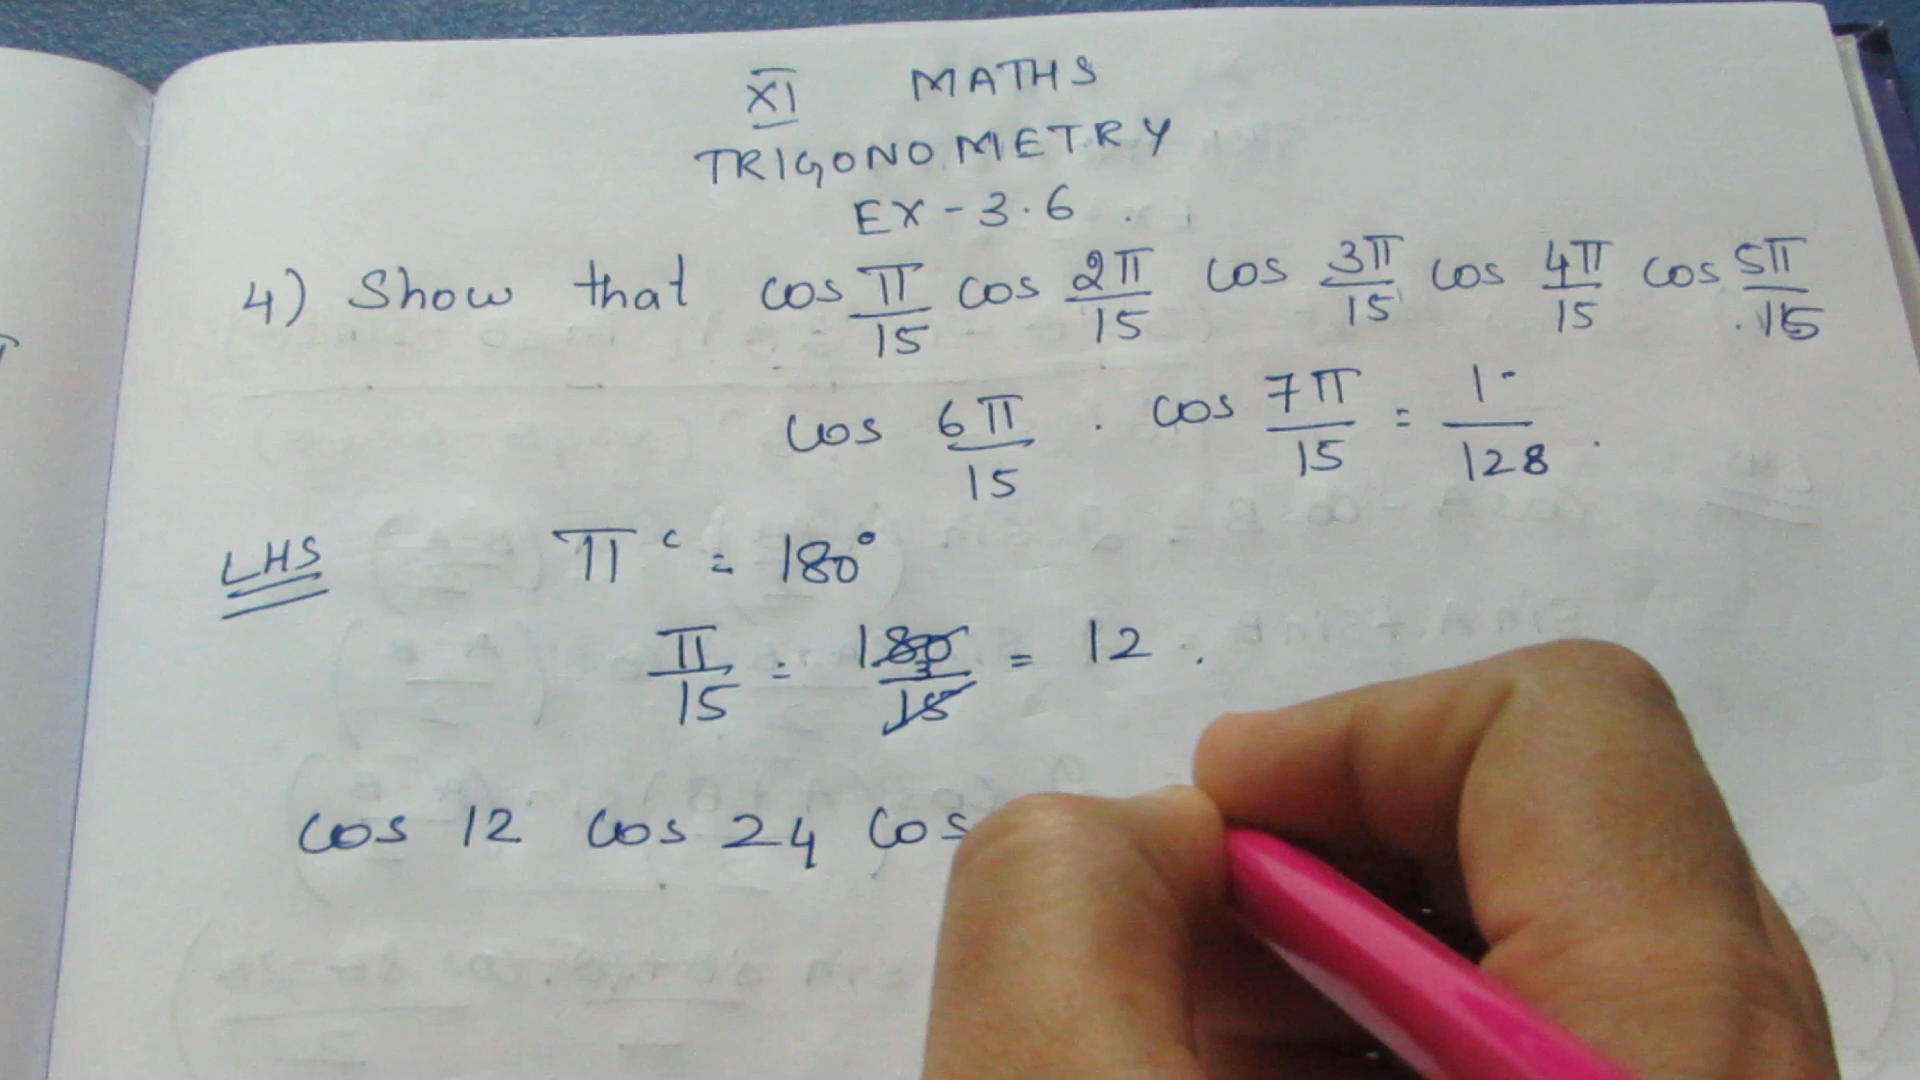 XI MATHS
TRIGONOMETRY
EX-3.6.
4) Show that cos π/15 cos 2π/15 cos 3π/15 cos 4π/15 cos 5π/15
cos 6π/15 . cos 7π/15 = 1/128.
LHS πᶜ = 180°
π/15 = 180/15 = 12.
cos 12 cos 24 cos